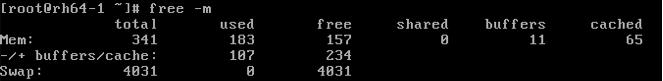 [root@rh64-1 ~]# free -m
             total       used       free     shared    buffers     cached
Mem:           341        183        157          0         11         65
-/+ buffers/cache:        107        234
Swap:         4031          0       4031